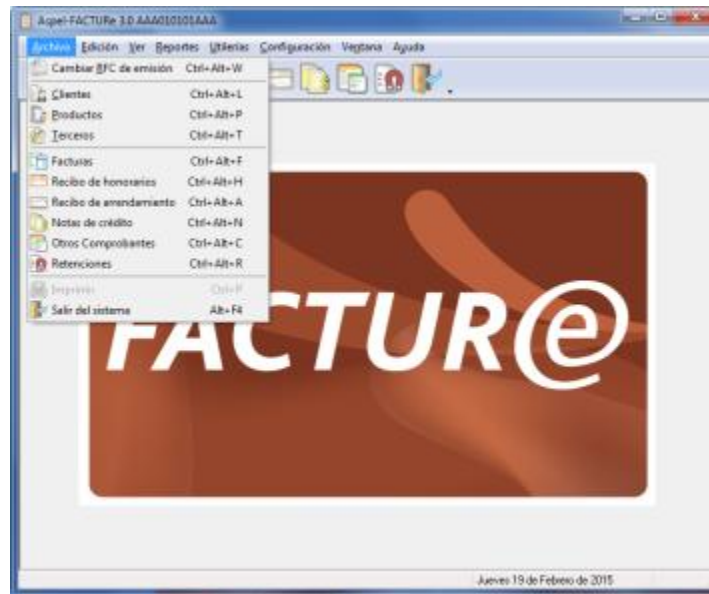 Aspel-FACTURe 3.0 AAA010101AAA
Archivo Edición Ver Reportes Utilerías Configuración Ventana Ayuda
Cambiar RFC de emisión Ctrl+Alt+W
Clientes Ctrl+Alt+L
Productos Ctrl+Alt+P
Terceros Ctrl+Alt+T
Facturas Ctrl+Alt+F
Recibo de honorarios Ctrl+Alt+H
Recibo de arrendamiento Ctrl+Alt+A
Notas de crédito Ctrl+Alt+N
Otros Comprobantes Ctrl+Alt+C
Retenciones Ctrl+Alt+R
Imprimir Ctrl+P
Salir del sistema Alt+F4
FACTUR@
Jueves 19 de Febrero de 2015